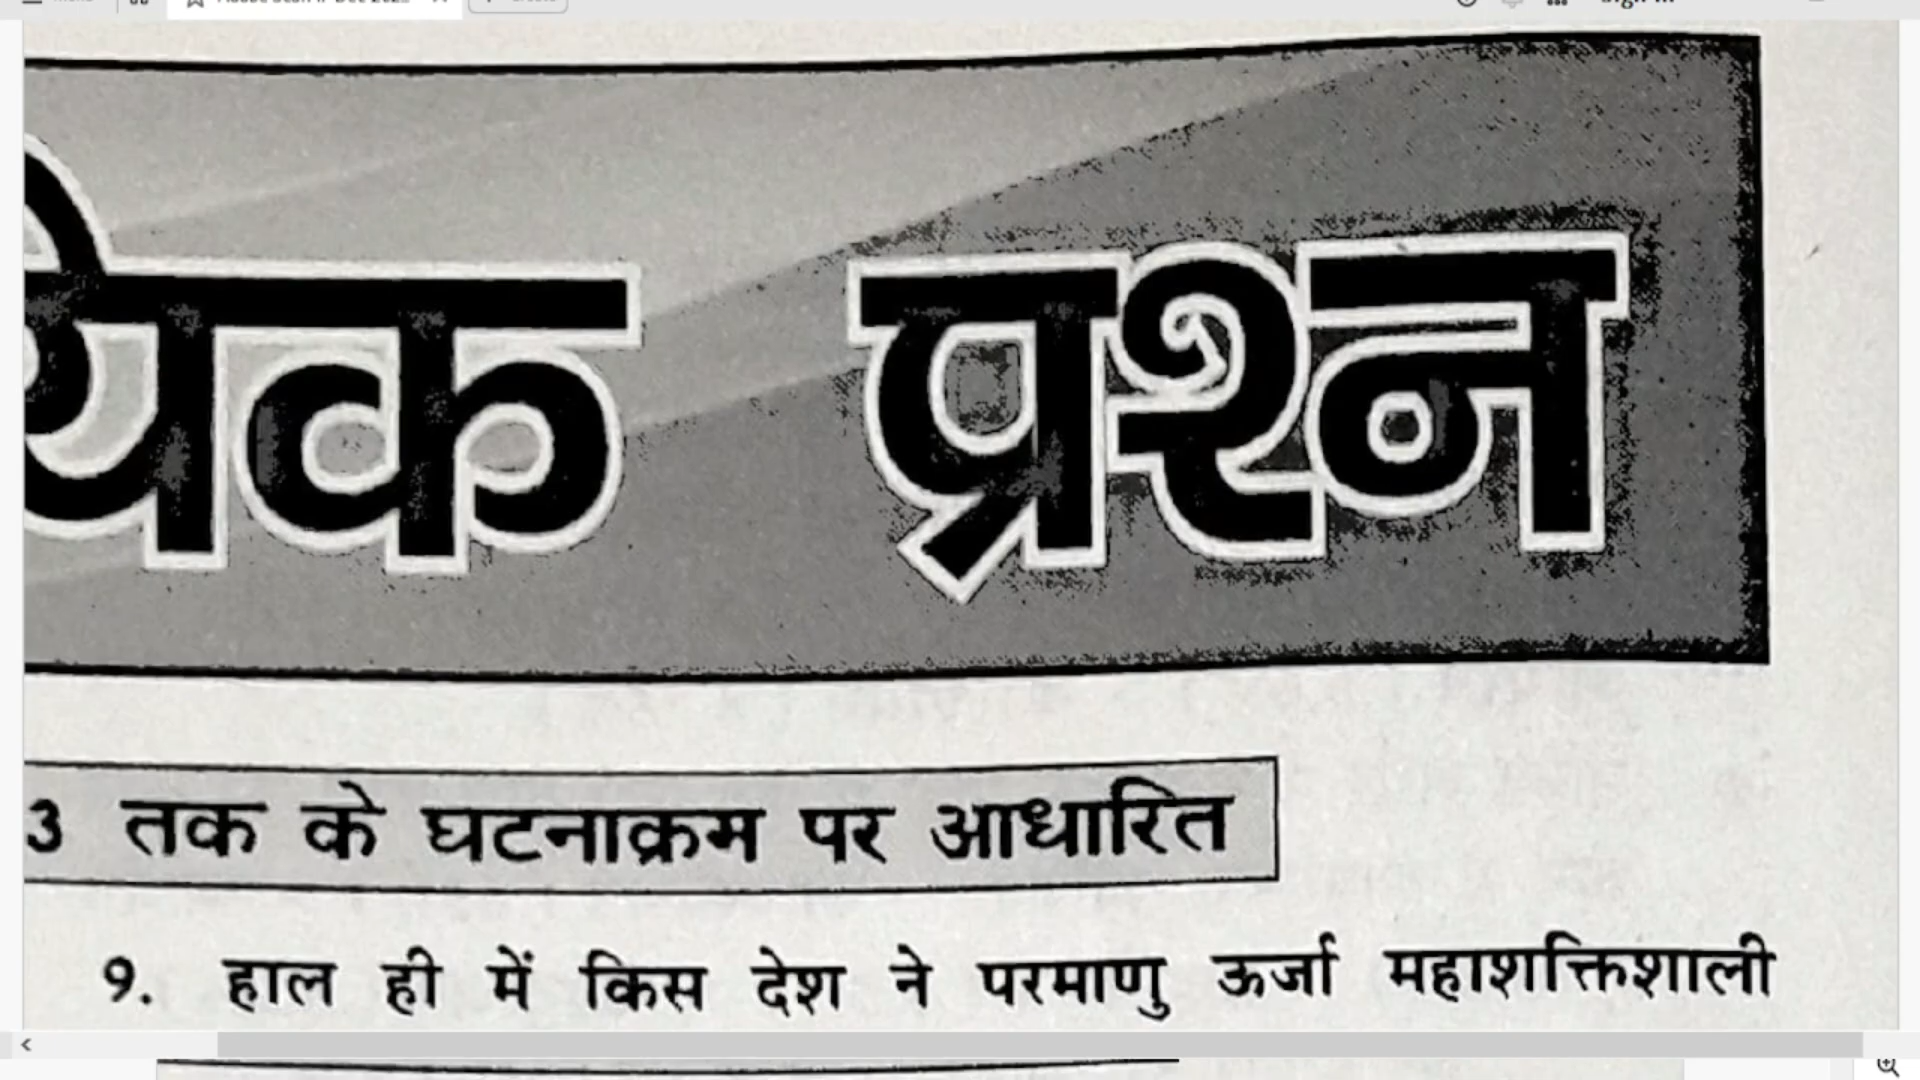 यिक प्रश्न
3 तक के घटनाक्रम पर आधारित
9. हाल ही में किस देश ने परमाणु ऊर्जा महाशक्तिशाली